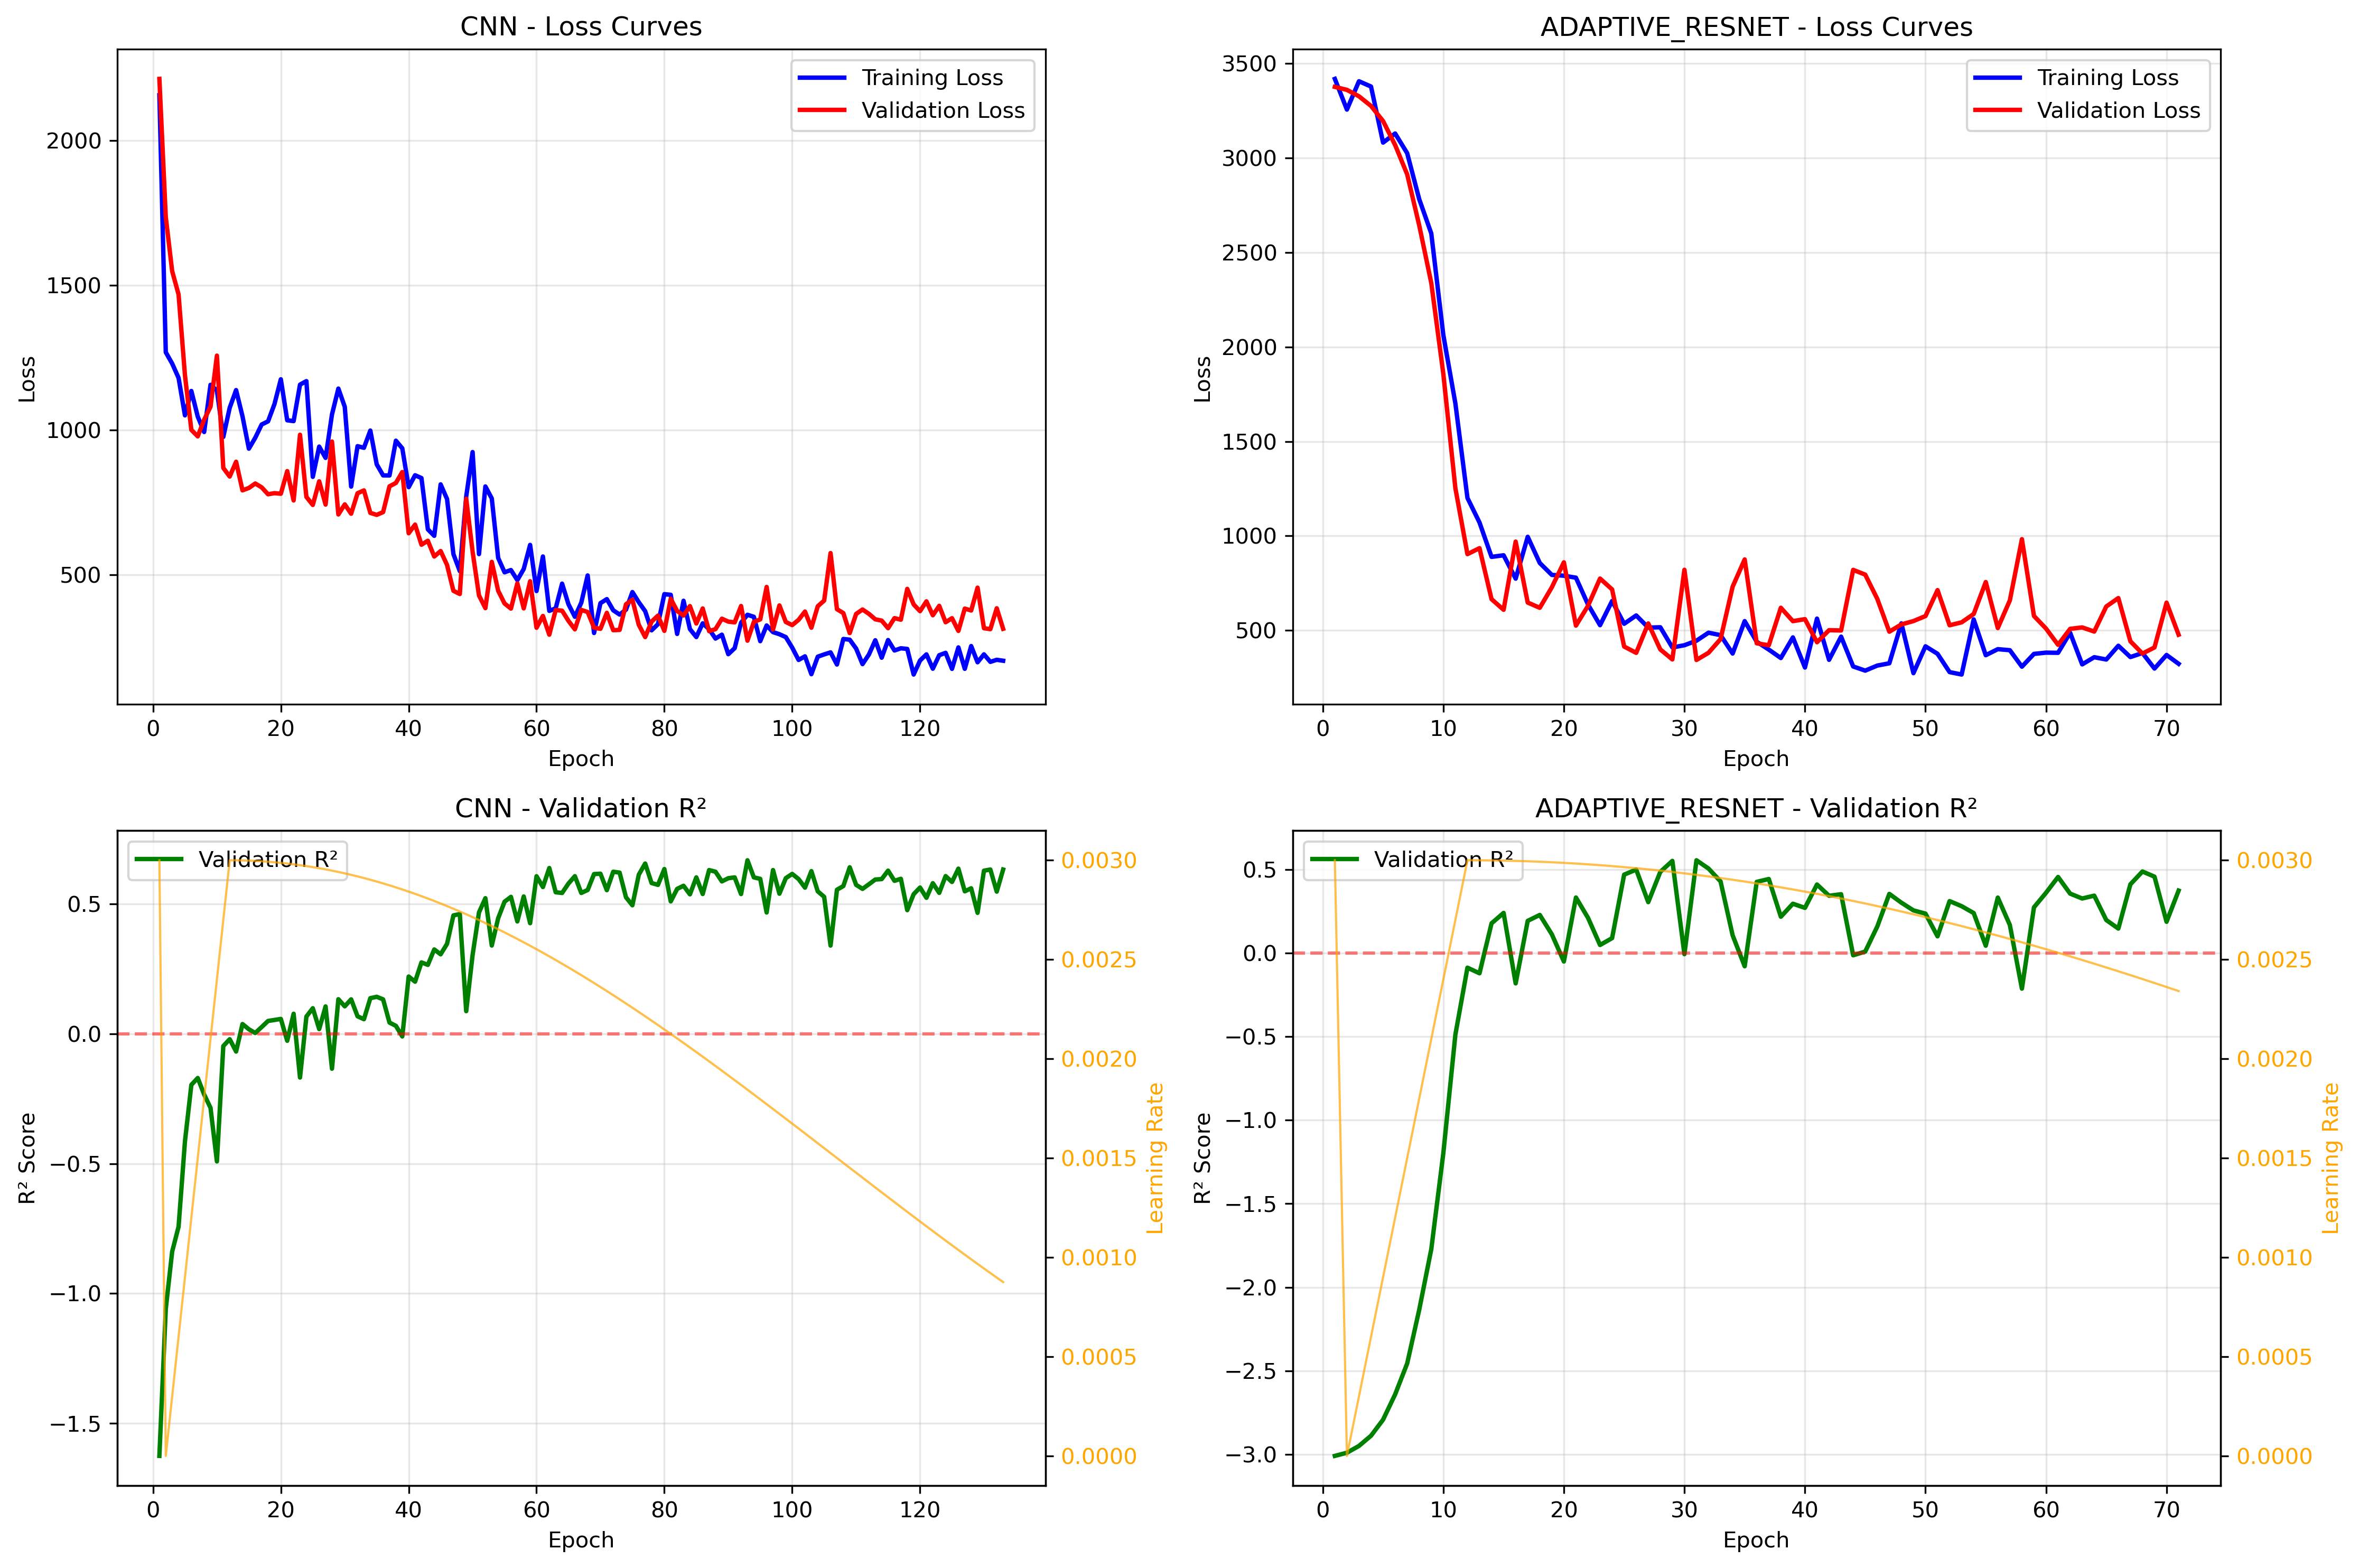 CNN - Loss Curves
Training Loss
Validation Loss
2000
1500
1000
500
Loss
0 20 40 60 80 100 120
Epoch
ADAPTIVE_RESNET - Loss Curves
Training Loss
Validation Loss
3500
3000
2500
2000
1500
1000
500
Loss
0 10 20 30 40 50 60 70
Epoch
CNN - Validation R²
Validation R²
0.5
0.0
−0.5
−1.0
−1.5
R² Score
0.0030
0.0025
0.0020
0.0015
0.0010
0.0005
0.0000
Learning Rate
0 20 40 60 80 100 120
Epoch
ADAPTIVE_RESNET - Validation R²
Validation R²
0.5
0.0
−0.5
−1.0
−1.5
−2.0
−2.5
−3.0
R² Score
0.0030
0.0025
0.0020
0.0015
0.0010
0.0005
0.0000
Learning Rate
0 10 20 30 40 50 60 70
Epoch